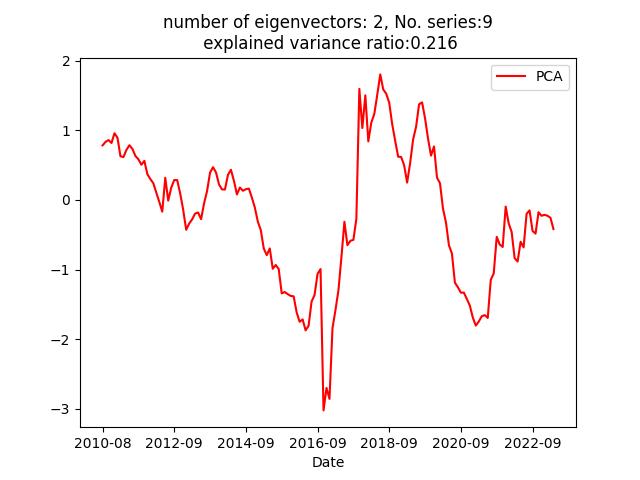 number of eigenvectors: 2, No. series:9
explained variance ratio:0.216
PCA
2
1
0
−1
−2
−3
2010-08 2012-09 2014-09 2016-09 2018-09 2020-09 2022-09
Date